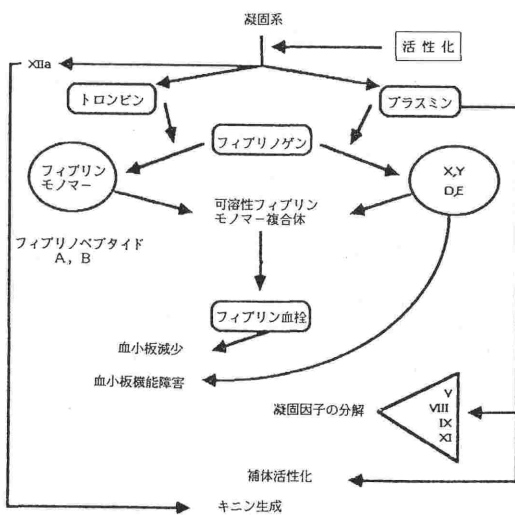 凝固系
活性化
XIIa
トロンビン
プラスミン
フィブリノゲン
フィブリン
モノマー
X,Y
D,E
可溶性フィブリン
モノマー複合体
フィブリノペプタイド
A, B
フィブリン血栓
血小板減少
血小板機能障害
凝固因子の分解
V
VIII
IX
XI
補体活性化
キニン生成